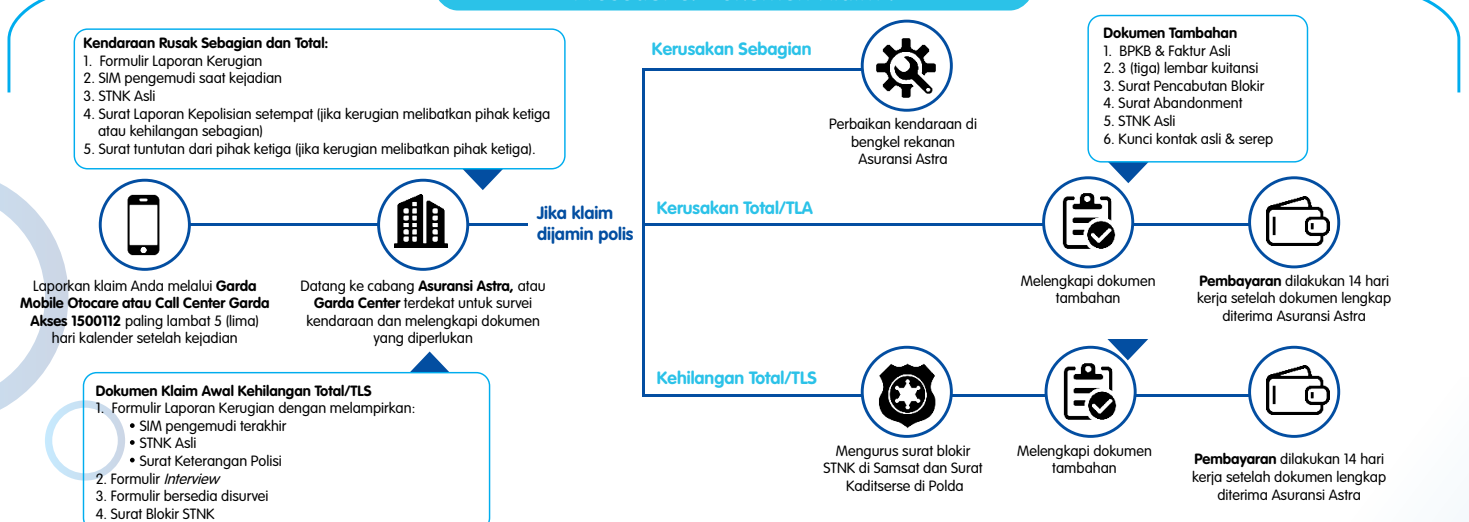 Kendaraan Rusak Sebagian dan Total:
1. Formulir Laporan Kerugian
2. SIM pengemudi saat kejadian
3. STNK Asli
4. Surat Laporan Kepolisian setempat (jika kerugian melibatkan pihak ketiga
atau kehilangan sebagian)
5. Surat tuntutan dari pihak ketiga (jika kerugian melibatkan pihak ketiga).
Laporkan klaim Anda melalui Garda
Mobile Otocare atau Call Center Garda
Akses 1500112 paling lambat 5 (lima)
hari kalender setelah kejadian
Datang ke cabang Asuransi Astra, atau
Garda Center terdekat untuk survei
kendaraan dan melengkapi dokumen
yang diperlukan
Dokumen Klaim Awal Kehilangan Total/TLS
1. Formulir Laporan Kerugian dengan melampirkan:
• SIM pengemudi terakhir
• STNK Asli
• Surat Keterangan Polisi
2. Formulir Interview
3. Formulir bersedia disurvei
4. Surat Blokir STNK
Jika klaim
dijamin polis
Kerusakan Sebagian
Perbaikan kendaraan di
bengkel rekanan
Asuransi Astra
Dokumen Tambahan
1. BPKB & Faktur Asli
2. 3 (tiga) lembar kuitansi
3. Surat Pencabutan Blokir
4. Surat Abandonment
5. STNK Asli
6. Kunci kontak asli & serep
Kerusakan Total/TLA
Melengkapi dokumen
tambahan
Pembayaran dilakukan 14 hari
kerja setelah dokumen lengkap
diterima Asuransi Astra
Kehilangan Total/TLS
Mengurus surat blokir
STNK di Samsat dan Surat
Kaditserse di Polda
Melengkapi dokumen
tambahan
Pembayaran dilakukan 14 hari
kerja setelah dokumen lengkap
diterima Asuransi Astra